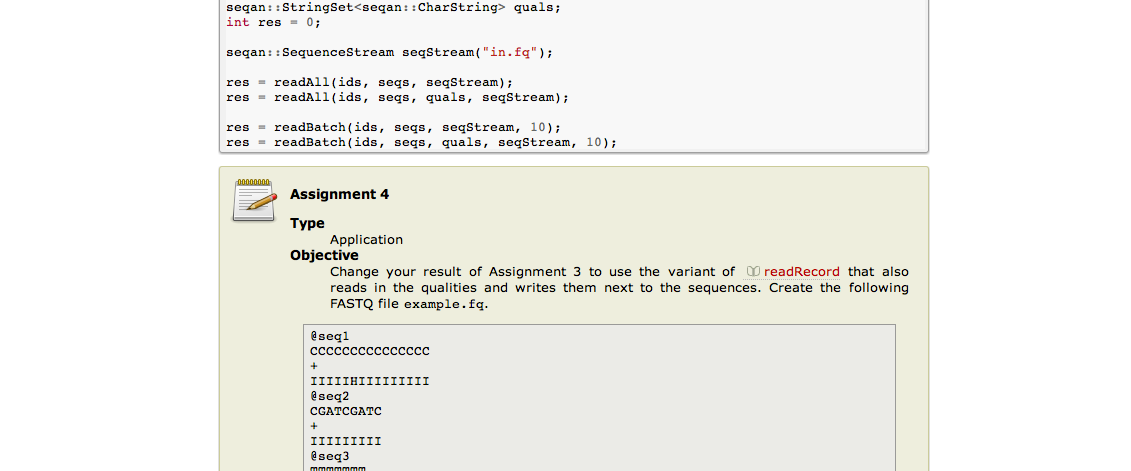 seqan::StringSet<seqan::CharString> quals;
int res = 0;
seqan::SequenceStream seqStream("in.fq");
res = readAll(ids, seqs, seqStream);
res = readAll(ids, seqs, quals, seqStream);
res = readBatch(ids, seqs, seqStream, 10);
res = readBatch(ids, seqs, quals, seqStream, 10);
Assignment 4
Type
Application
Objective
Change your result of Assignment 3 to use the variant of readRecord that also
reads in the qualities and writes them next to the sequences. Create the following
FASTQ file example.fq.
@seq1
CCCCCCCCCCCCCCC
+
IIIIIHIIIIIIIII
@seq2
CGATCGATC
+
IIIIIIIII
@seq3